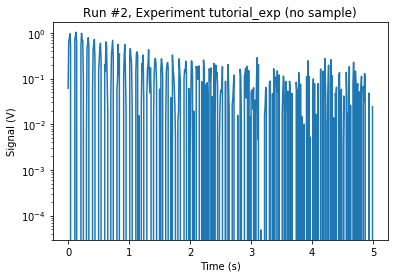 Run #2, Experiment tutorial_exp (no sample)
10⁰
10⁻¹
10⁻²
10⁻³
10⁻⁴
Signal (V)
0 1 2 3 4 5
Time (s)